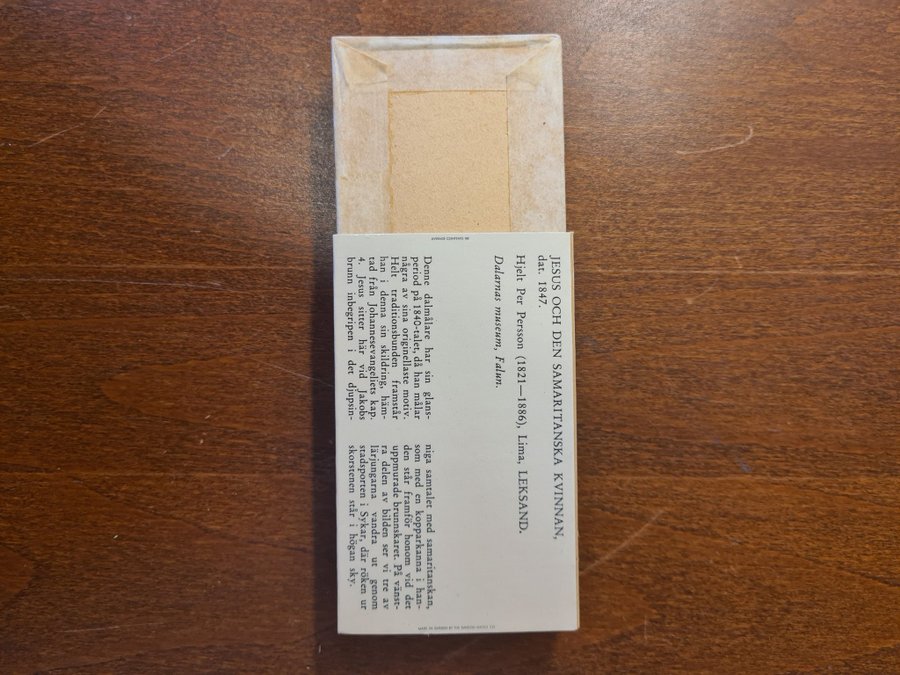 JESUS OCH DEN SAMARITANSKA KVINNAN,
dat. 1847.
Hjelt Per Persson (1821—1886), Lima, LEKSAND.
Dalarnas museum, Falun.
Denne dalmålare har sin glans-
period på 1840-talet, då han målar
några av sina originellaste motiv.
Helt traditionsbunden framstår
han i denna sin skildring, häm-
tad från Johannesevangeliets kap.
4. Jesus sitter här vid Jakobs
brunn inbegripen i det djupsin-
niga samtalet med samaritanskan,
som med en kopparkanna i han-
den står framför honom vid det
uppmurade brunnskaret. På vänst-
ra delen av bilden ser vi tre av
lärjungarna vandra ut genom
stadsporten i Sykar, där röken ur
skorstenen står i högan sky.